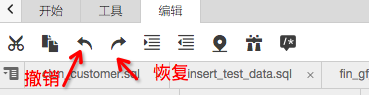 开始 工具 编辑
撤销 恢复
customer.sql insert_test_data.sql × fin_gf